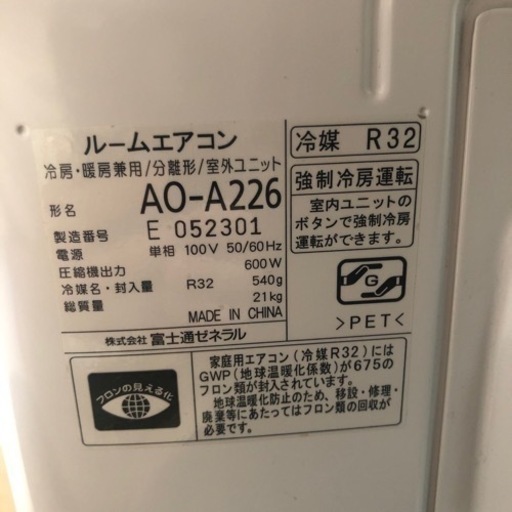 ルームエアコン
冷房・暖房兼用/分離形/室外ユニット
形名 AO-A226
製造番号 E 052301
電源 単相 100V 50/60Hz
圧縮機出力 600W
冷媒名・封入量 R32 540g
総質量 21kg
MADE IN CHINA
株式会社 富士通ゼネラル
冷媒 R32
強制冷房運転
室内ユニットの
ボタンで強制冷房
運転ができます。
G
>PET<
フロンの見える化
家庭用エアコン(冷媒R32)には
GWP(地球温暖化係数)が675の
フロン類が封入されています。
地球温暖化防止のため、移設・修理・
廃棄等にあたってはフロン類の回収が
必要です。